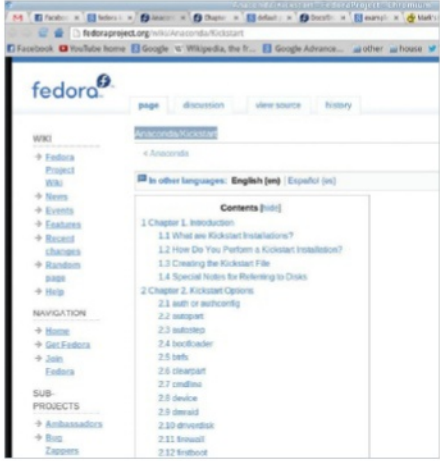 Anaconda/Kickstart - FedoraProject - Chromium
fedoraproject.org/wiki/Anaconda/Kickstart
Facebook YouTube home Google Wikipedia, the fr... Google Advance... other house
fedora
page discussion view source history
WIKI
Fedora
Project
Wiki
News
Events
Features
Recent
changes
Random
page
Help
NAVIGATION
Home
Get Fedora
Join
Fedora
SUB-
PROJECTS
Ambassadors
Bug
Zappers
Anaconda/Kickstart
< Anaconda
In other languages: English (en) | Español (es)
Contents [hide]
1 Chapter 1. Introduction
1.1 What are Kickstart Installations?
1.2 How Do You Perform a Kickstart Installation?
1.3 Creating the Kickstart File
1.4 Special Notes for Referring to Disks
2 Chapter 2. Kickstart Options
2.1 auth or authconfig
2.2 autopart
2.3 autostep
2.4 bootloader
2.5 btrfs
2.6 clearpart
2.7 cmdline
2.8 device
2.9 dmraid
2.10 driverdisk
2.11 firewall
2.12 firstboot